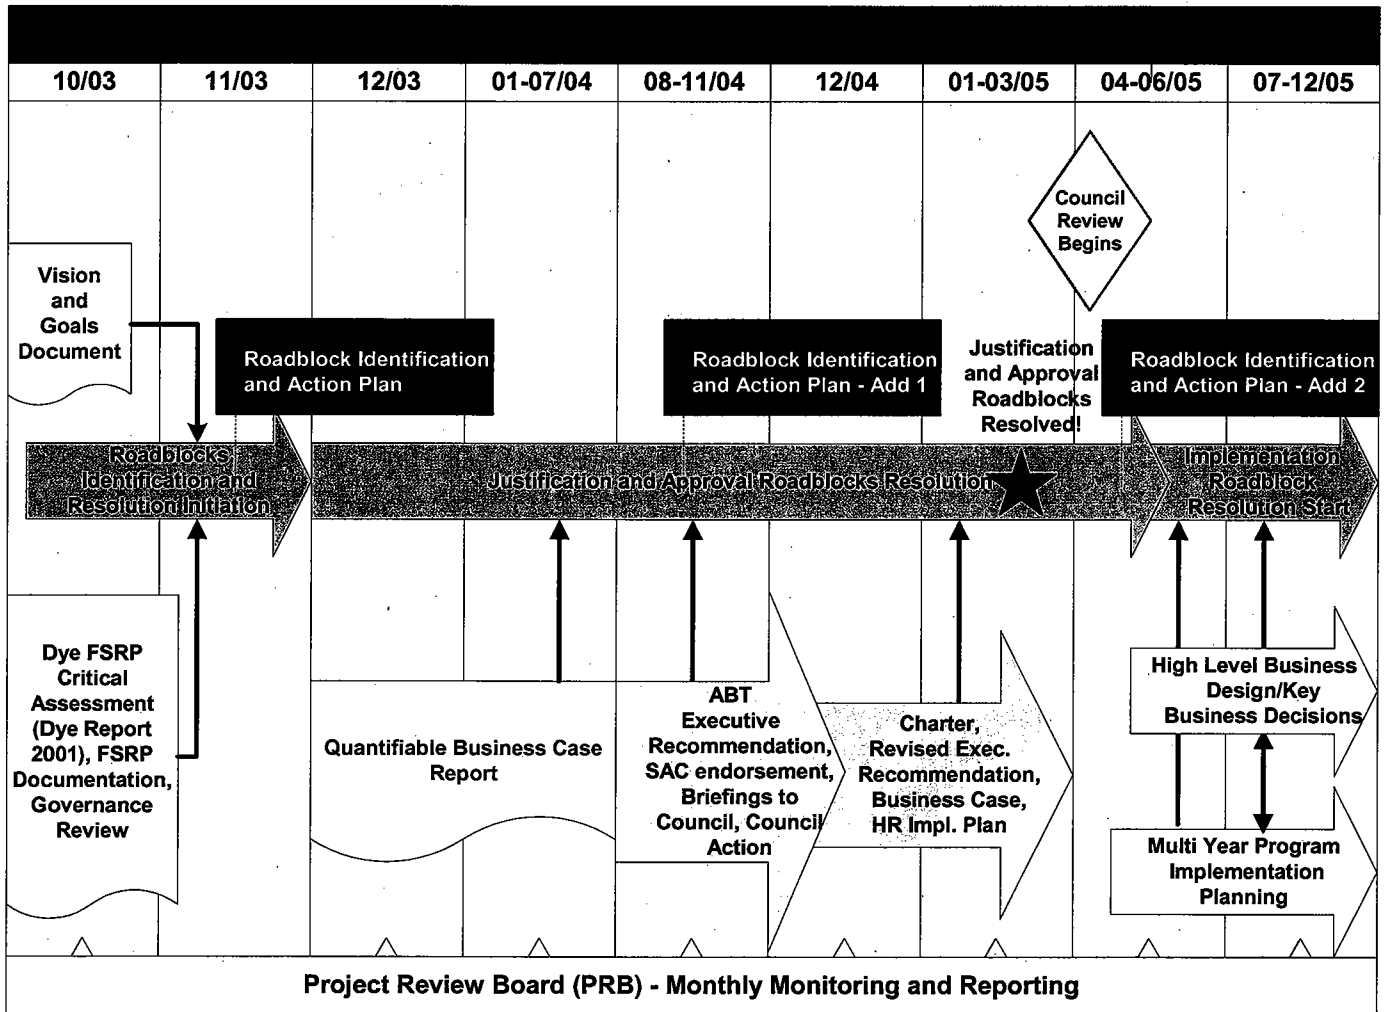 10/03 11/03 12/03 01-07/04 08-11/04 12/04 01-03/05 04-06/05 07-12/05
Council
Review
Begins
Vision
and
Goals
Document
Roadblock Identification
and Action Plan
Roadblock Identification
and Action Plan - Add 1
Justification
and Approval
Roadblocks
Resolved!
Roadblock Identification
and Action Plan - Add 2
Roadblocks
Identification and
Resolution Initiation
Justification and Approval Roadblocks Resolution
Implementation
Roadblock
Resolution Start
Dye FSRP
Critical
Assessment
(Dye Report
2001), FSRP
Documentation,
Governance
Review
Quantifiable Business Case
Report
ABT
Executive
Recommendation,
SAC endorsement,
Briefings to
Council, Council
Action
Charter,
Revised Exec.
Recommendation,
Business Case,
HR Impl. Plan
High Level Business
Design/Key
Business Decisions
Multi Year Program
Implementation
Planning
Project Review Board (PRB) - Monthly Monitoring and Reporting